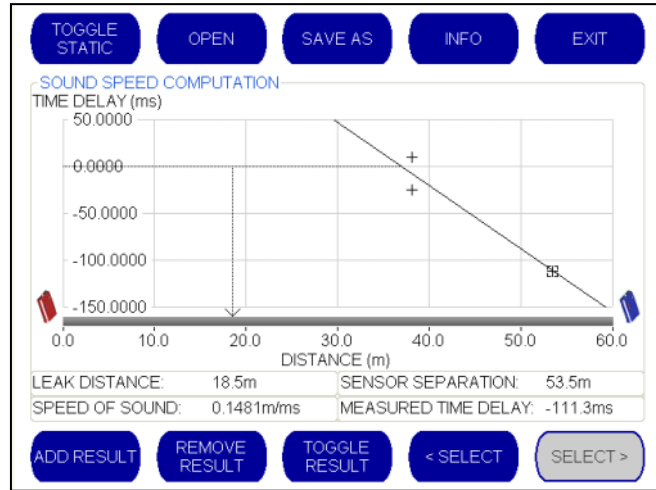 TOGGLE STATIC
OPEN
SAVE AS
INFO
EXIT
SOUND SPEED COMPUTATION
TIME DELAY (ms)
50.0000
0.0000
-50.0000
-100.0000
-150.0000
0.0 10.0 20.0 30.0 40.0 50.0 60.0
DISTANCE (m)
LEAK DISTANCE: 18.5m SENSOR SEPARATION: 53.5m
SPEED OF SOUND: 0.1481m/ms MEASURED TIME DELAY: -111.3ms
ADD RESULT
REMOVE RESULT
TOGGLE RESULT
< SELECT
SELECT >